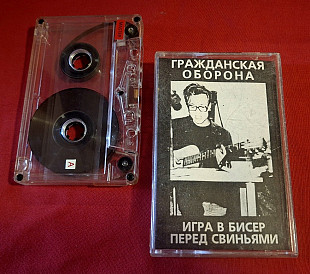 ГРАЖДАНСКАЯ
ОБОРОНА
A
ИГРА В БИСЕР
ПЕРЕД СВИНЬЯМИ